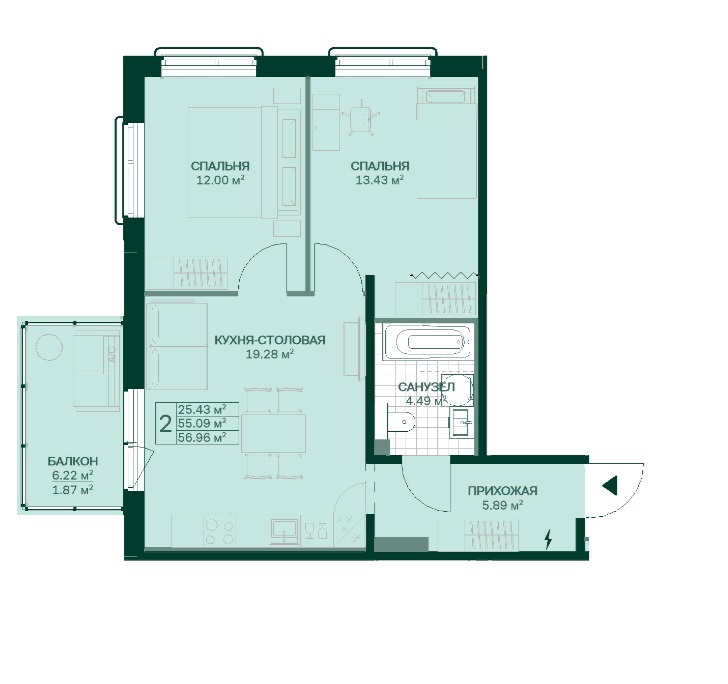 СПАЛЬНЯ
12.00 м²
СПАЛЬНЯ
13.43 м²
КУХНЯ-СТОЛОВАЯ
19.28 м²
2
25.43 м²
55.09 м²
56.96 м²
САНУЗЕЛ
4.49 м²
БАЛКОН
6.22 м²
1.87 м²
ПРИХОЖАЯ
5.89 м²